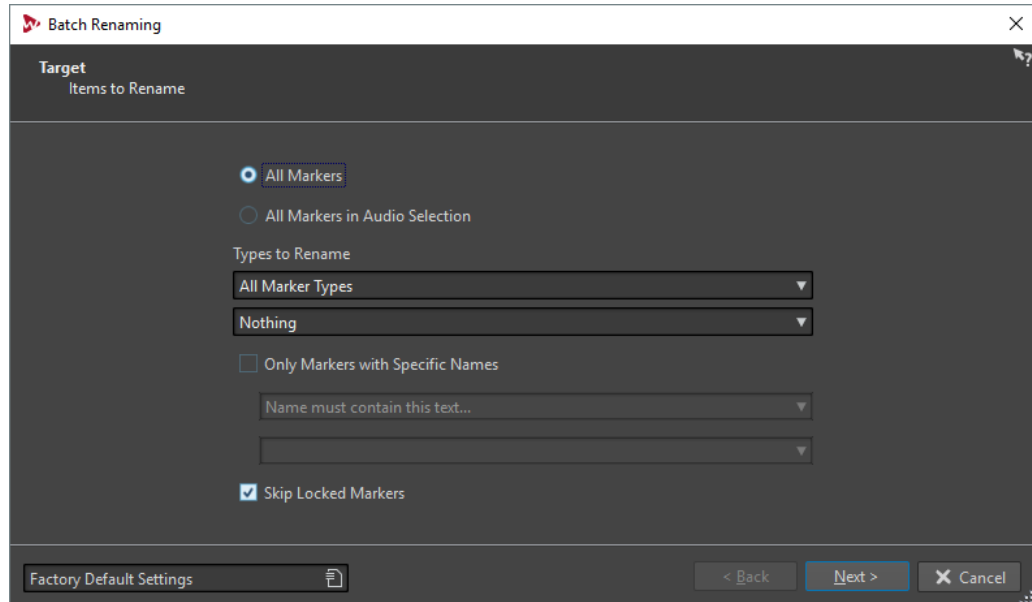 Batch Renaming
Target
Items to Rename
All Markers
All Markers in Audio Selection
Types to Rename
All Marker Types
Nothing
Only Markers with Specific Names
Name must contain this text...
Skip Locked Markers
Factory Default Settings
< Back Next > Cancel